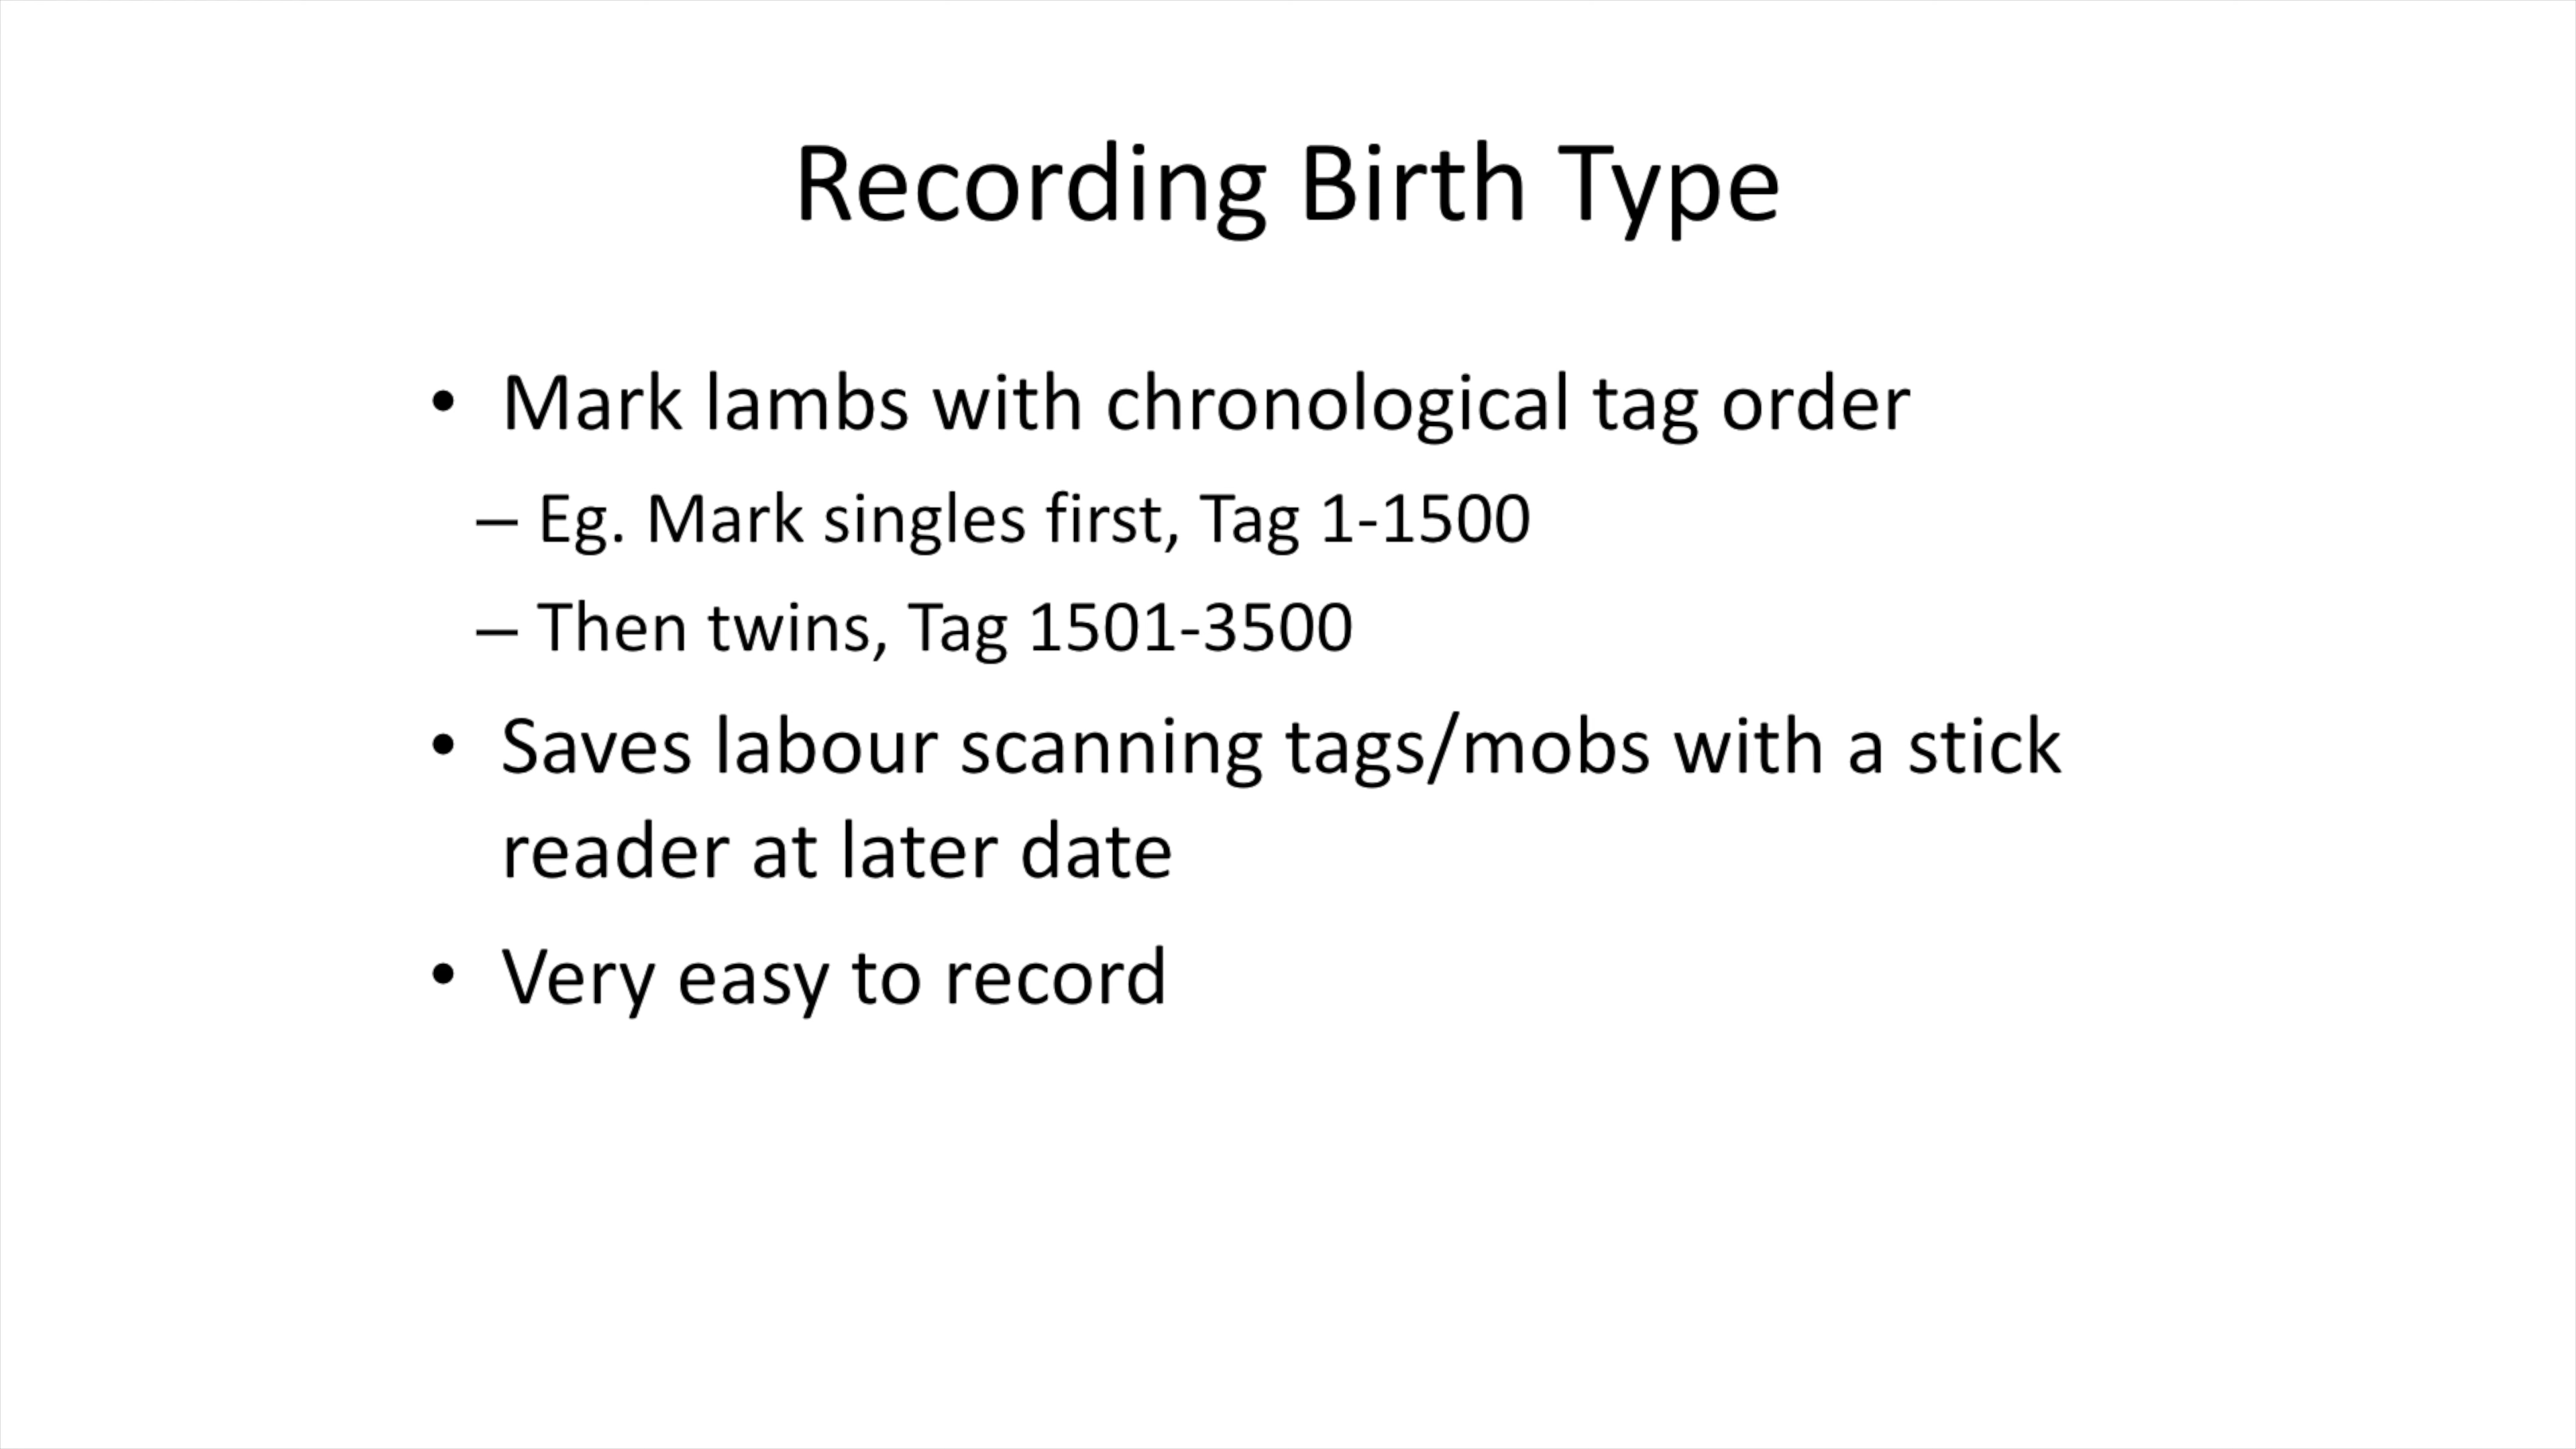 Recording Birth Type
• Mark lambs with chronological tag order
– Eg. Mark singles first, Tag 1-1500
– Then twins, Tag 1501-3500
• Saves labour scanning tags/mobs with a stick
reader at later date
• Very easy to record